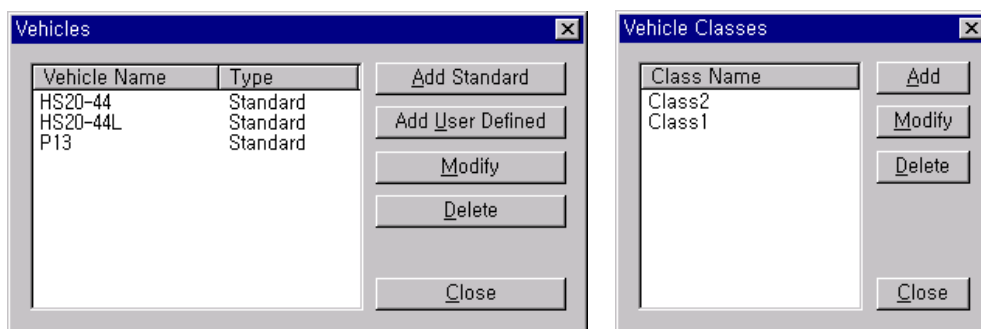 Vehicles
Vehicle Name Type
HS20-44 Standard
HS20-44L Standard
P13 Standard
Add Standard
Add User Defined
Modify
Delete
Close
Vehicle Classes
Class Name
Class2
Class1
Add
Modify
Delete
Close